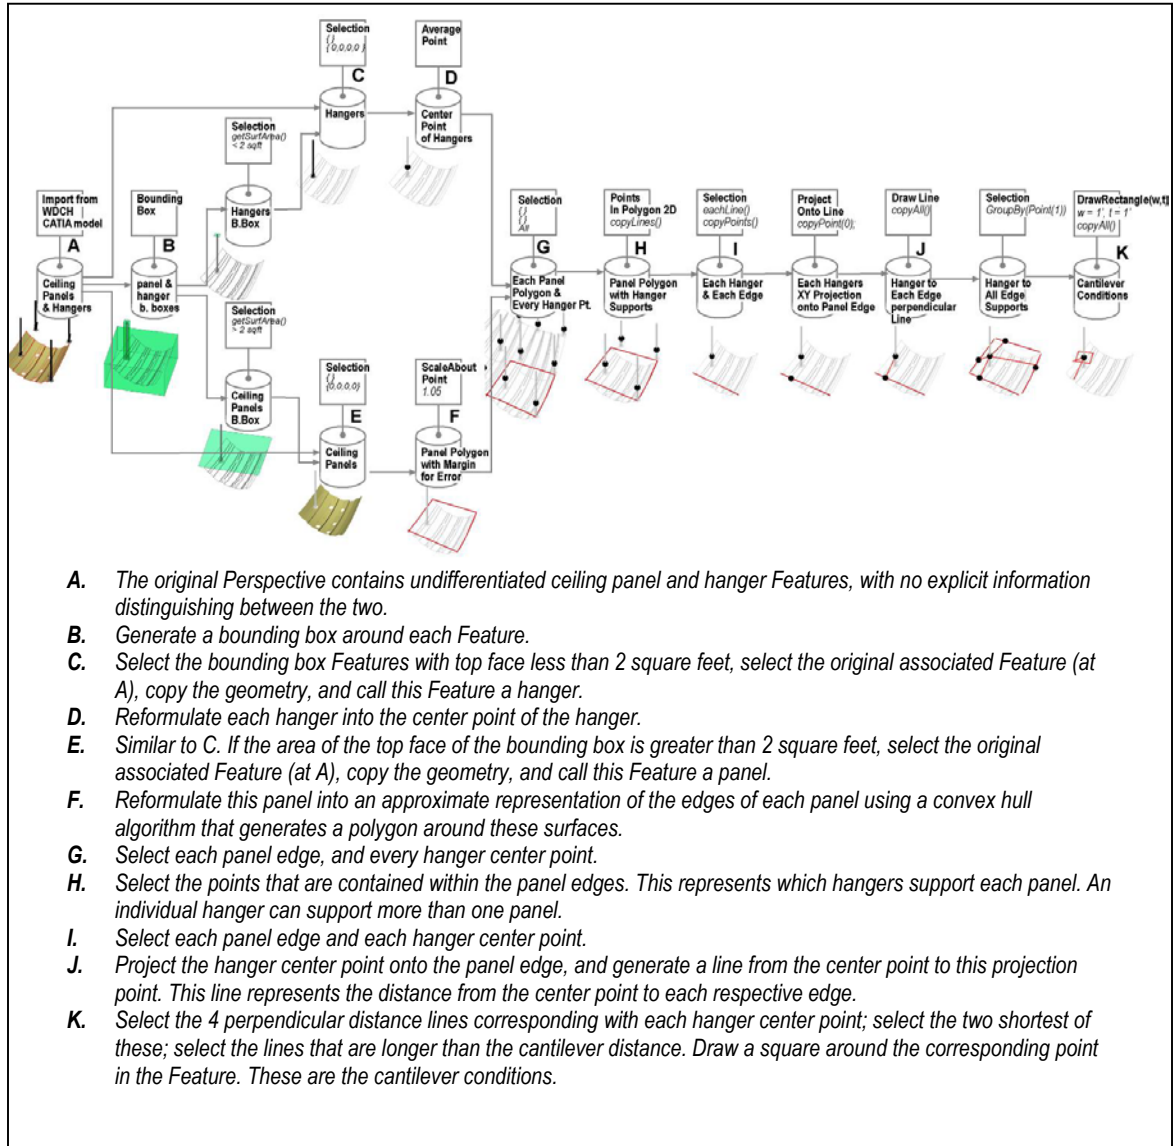 Selection
{ }
{ 0,0,0,0 }
C
Hangers
Average
Point
D
Center
Point
of Hangers
Selection
getSurfArea()
< 2 sqft
Hangers
B.Box
Import from
WDCH
CATIA model
A
Ceiling
Panels
& Hangers
Bounding
Box
B
panel &
hanger
b. boxes
Selection
getSurfArea()
> 2 sqft
Ceiling
Panels
B.Box
Selection
{ }
{0,0,0,0}
E
Ceiling
Panels
ScaleAbout
Point
1.05
F
Panel Polygon
with Margin
for Error
Selection
{ }
{ }
All
G
Each Panel
Polygon &
Every Hanger Pt.
Points
In Polygon 2D
copyLines()
H
Panel Polygon
with Hanger
Supports
Selection
eachLine()
copyPoints()
I
Each Hanger
& Each Edge
Project
Onto Line
copyPoint(0);
Each Hangers
XY Projection
onto Panel Edge
Draw Line
copyAll()
J
Hanger to
Each Edge
perpendicular
Line
Selection
GroupBy(Point(1))
Hanger to
All Edge
Supports
DrawRectangle(w,t)
w = 1', t = 1'
copyAll()
K
Cantilever
Conditions
A. The original Perspective contains undifferentiated ceiling panel and hanger Features, with no explicit information
distinguishing between the two.
B. Generate a bounding box around each Feature.
C. Select the bounding box Features with top face less than 2 square feet, select the original associated Feature (at
A), copy the geometry, and call this Feature a hanger.
D. Reformulate each hanger into the center point of the hanger.
E. Similar to C. If the area of the top face of the bounding box is greater than 2 square feet, select the original
associated Feature (at A), copy the geometry, and call this Feature a panel.
F. Reformulate this panel into an approximate representation of the edges of each panel using a convex hull
algorithm that generates a polygon around these surfaces.
G. Select each panel edge, and every hanger center point.
H. Select the points that are contained within the panel edges. This represents which hangers support each panel. An
individual hanger can support more than one panel.
I. Select each panel edge and each hanger center point.
J. Project the hanger center point onto the panel edge, and generate a line from the center point to this projection
point. This line represents the distance from the center point to each respective edge.
K. Select the 4 perpendicular distance lines corresponding with each hanger center point; select the two shortest of
these; select the lines that are longer than the cantilever distance. Draw a square around the corresponding point
in the Feature. These are the cantilever conditions.